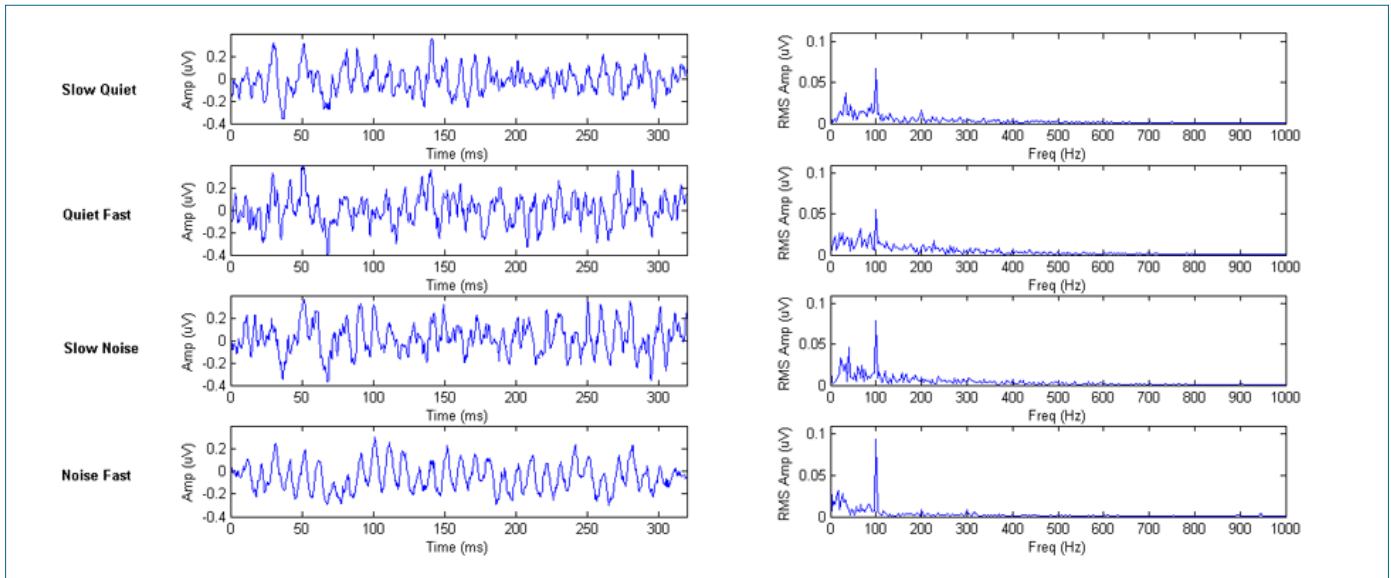 Slow Quiet
Amp (uV)
0.2
0
-0.2
-0.4
0 50 100 150 200 250 300
Time (ms)
RMS Amp (uV)
0.1
0.05
0
0 100 200 300 400 500 600 700 800 900 1000
Freq (Hz)
Quiet Fast
Amp (uV)
0.2
0
-0.2
-0.4
0 50 100 150 200 250 300
Time (ms)
RMS Amp (uV)
0.1
0.05
0
0 100 200 300 400 500 600 700 800 900 1000
Freq (Hz)
Slow Noise
Amp (uV)
0.2
0
-0.2
-0.4
0 50 100 150 200 250 300
Time (ms)
RMS Amp (uV)
0.1
0.05
0
0 100 200 300 400 500 600 700 800 900 1000
Freq (Hz)
Noise Fast
Amp (uV)
0.2
0
-0.2
-0.4
0 50 100 150 200 250 300
Time (ms)
RMS Amp (uV)
0.1
0.05
0
0 100 200 300 400 500 600 700 800 900 1000
Freq (Hz)